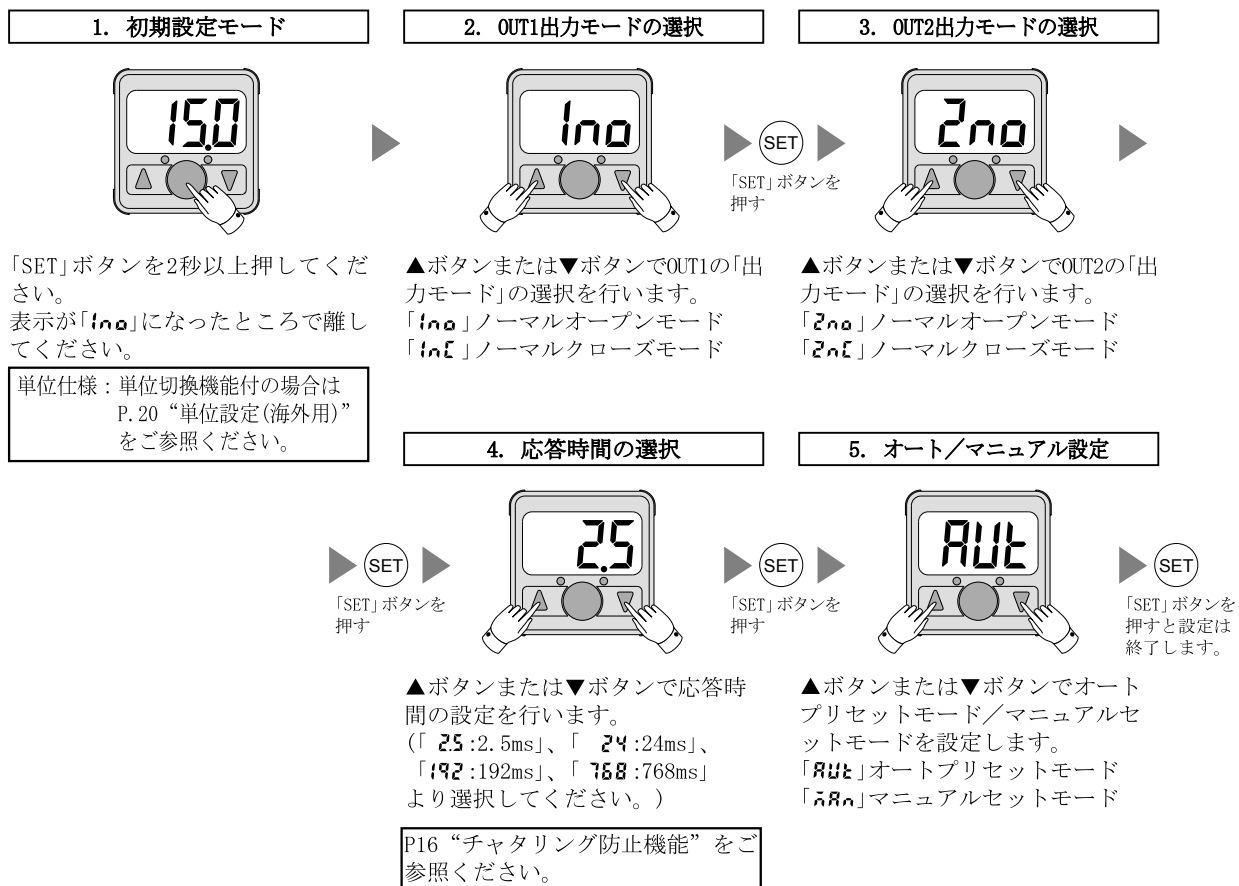 1. 初期設定モード
15.0
「SET」ボタンを2秒以上押してくだ
さい。
表示が「1no」になったところで離し
てください。
単位仕様：単位切換機能付の場合は
P.20 “単位設定(海外用)”
をご参照ください。
2. OUT1出力モードの選択
1no
▲ボタンまたは▼ボタンでOUT1の「出
力モード」の選択を行います。
「1no」ノーマルオープンモード
「1nC」ノーマルクローズモード
SET
「SET」ボタンを
押す
3. OUT2出力モードの選択
2no
▲ボタンまたは▼ボタンでOUT2の「出
力モード」の選択を行います。
「2no」ノーマルオープンモード
「2nC」ノーマルクローズモード
SET
「SET」ボタンを
押す
4. 応答時間の選択
2.5
▲ボタンまたは▼ボタンで応答時
間の設定を行います。
(「 2.5:2.5ms」、「 24:24ms」、
「192:192ms」、「 768:768ms」
より選択してください。)
P16 “チャタリング防止機能” をご
参照ください。
SET
「SET」ボタンを
押す
5. オート／マニュアル設定
AUt
▲ボタンまたは▼ボタンでオート
プリセットモード／マニュアルセ
ットモードを設定します。
「AUt」オートプリセットモード
「mAn」マニュアルセットモード
SET
「SET」ボタンを
押すと設定は
終了します。